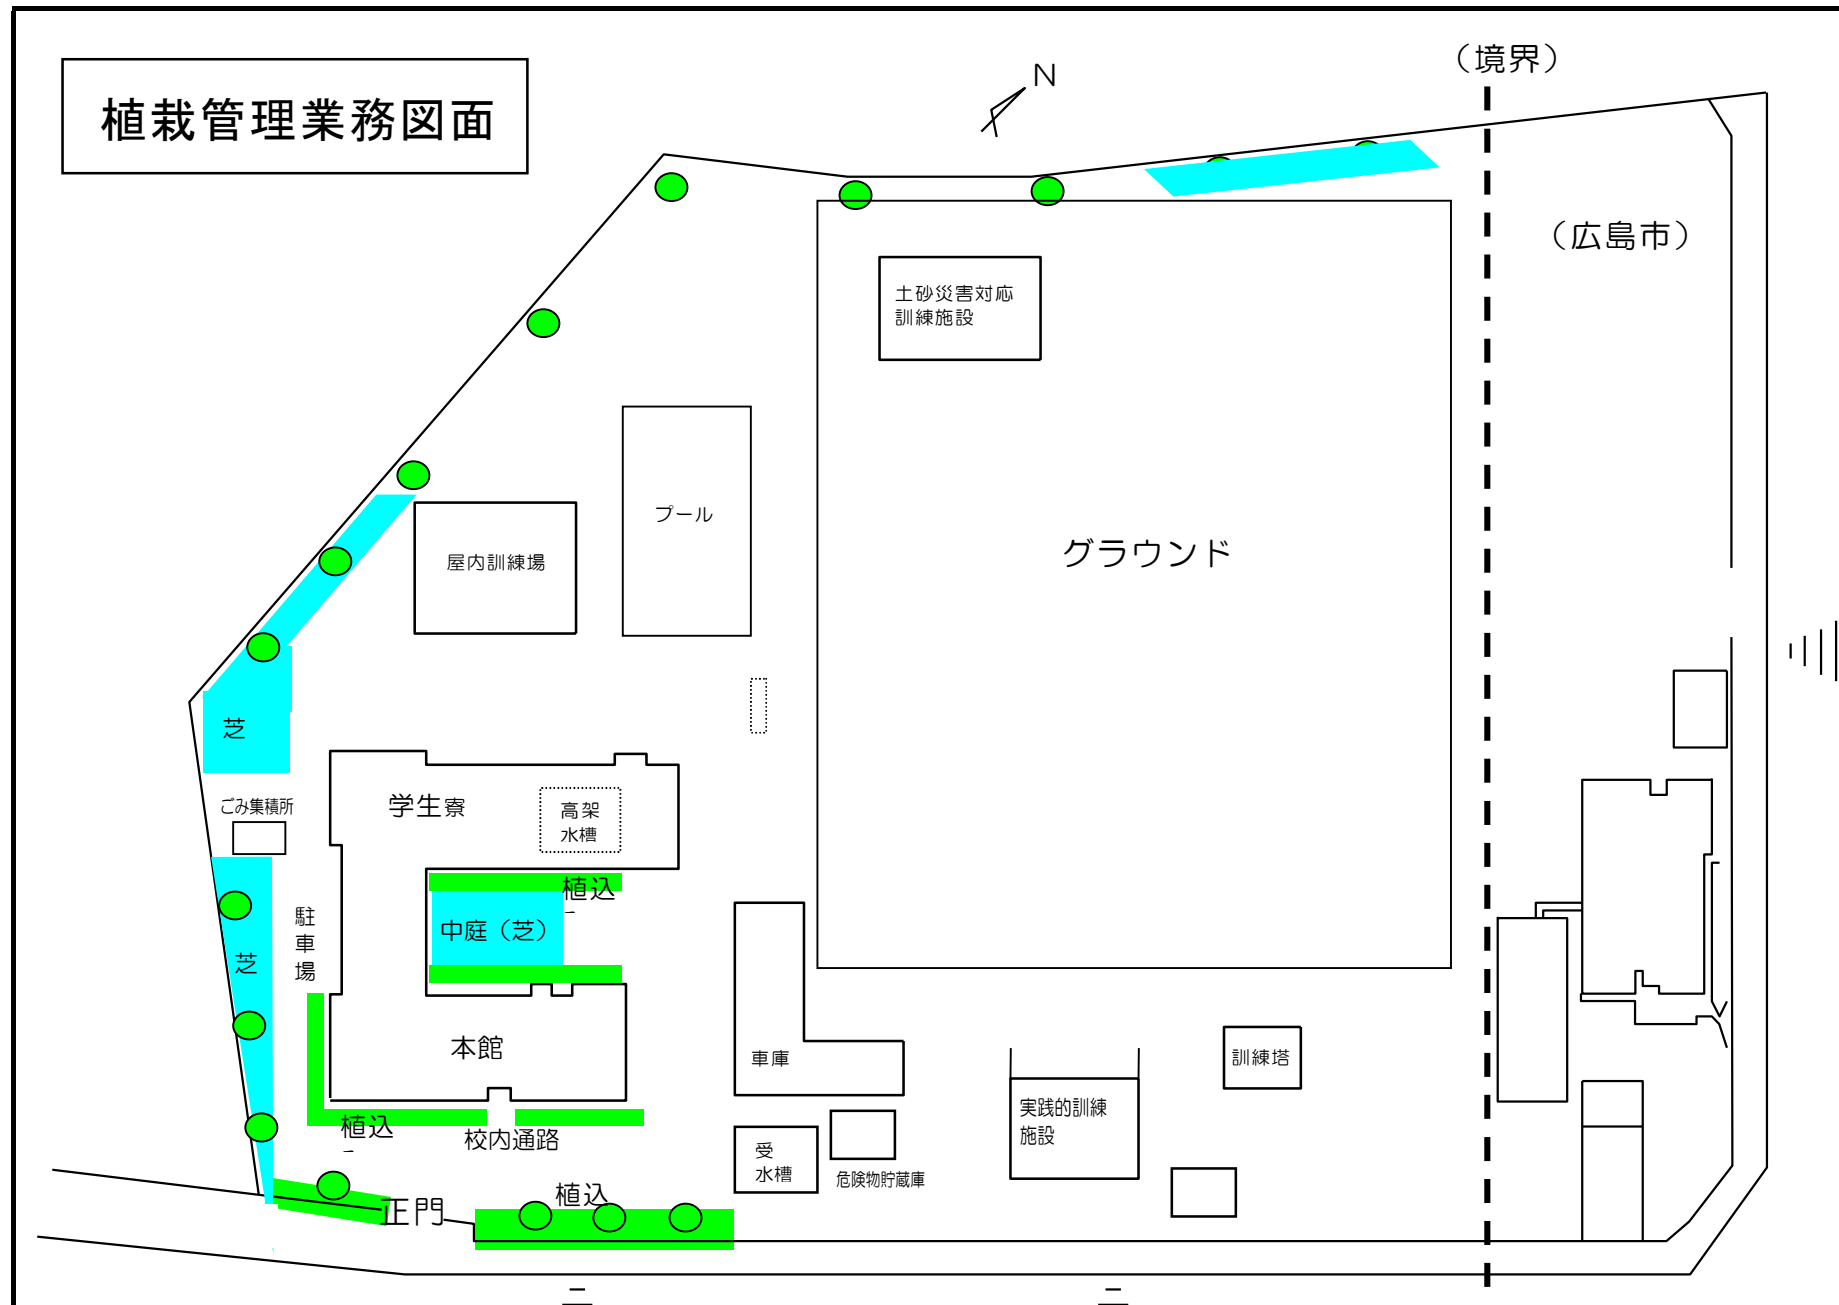 （境界）
N
植栽管理業務図面
（広島市）
土砂災害対応
訓練施設
プール
グラウンド
屋内訓練場
芝
ごみ集積所
学生寮
高架
水槽
植込
中庭（芝）
駐車場
芝
本館
車庫
訓練塔
実践的訓練
施設
植込
校内通路
受
水槽
危険物貯蔵庫
植込
正門